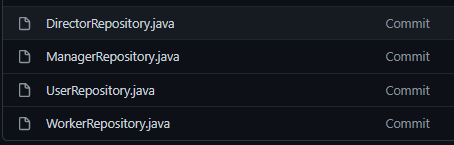 DirectorRepository.java Commit
ManagerRepository.java Commit
UserRepository.java Commit
WorkerRepository.java Commit